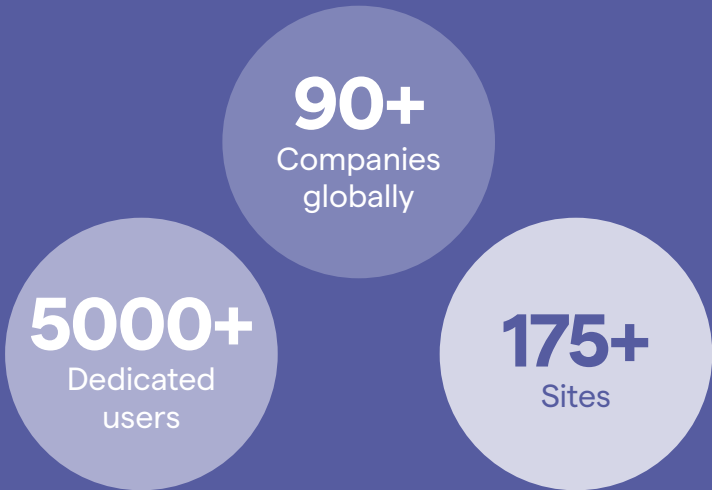 90+
Companies
globally
5000+
Dedicated
users
175+
Sites